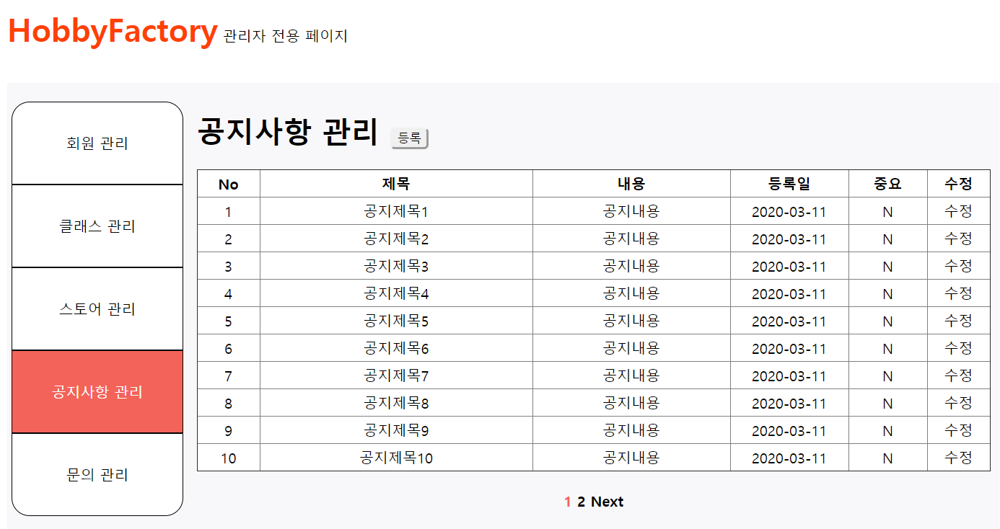 HobbyFactory 관리자 전용 페이지
회원 관리
클래스 관리
스토어 관리
공지사항 관리
문의 관리
공지사항 관리 등록
No 제목 내용 등록일 중요 수정
1 공지제목1 공지내용 2020-03-11 N 수정
2 공지제목2 공지내용 2020-03-11 N 수정
3 공지제목3 공지내용 2020-03-11 N 수정
4 공지제목4 공지내용 2020-03-11 N 수정
5 공지제목5 공지내용 2020-03-11 N 수정
6 공지제목6 공지내용 2020-03-11 N 수정
7 공지제목7 공지내용 2020-03-11 N 수정
8 공지제목8 공지내용 2020-03-11 N 수정
9 공지제목9 공지내용 2020-03-11 N 수정
10 공지제목10 공지내용 2020-03-11 N 수정
1 2 Next